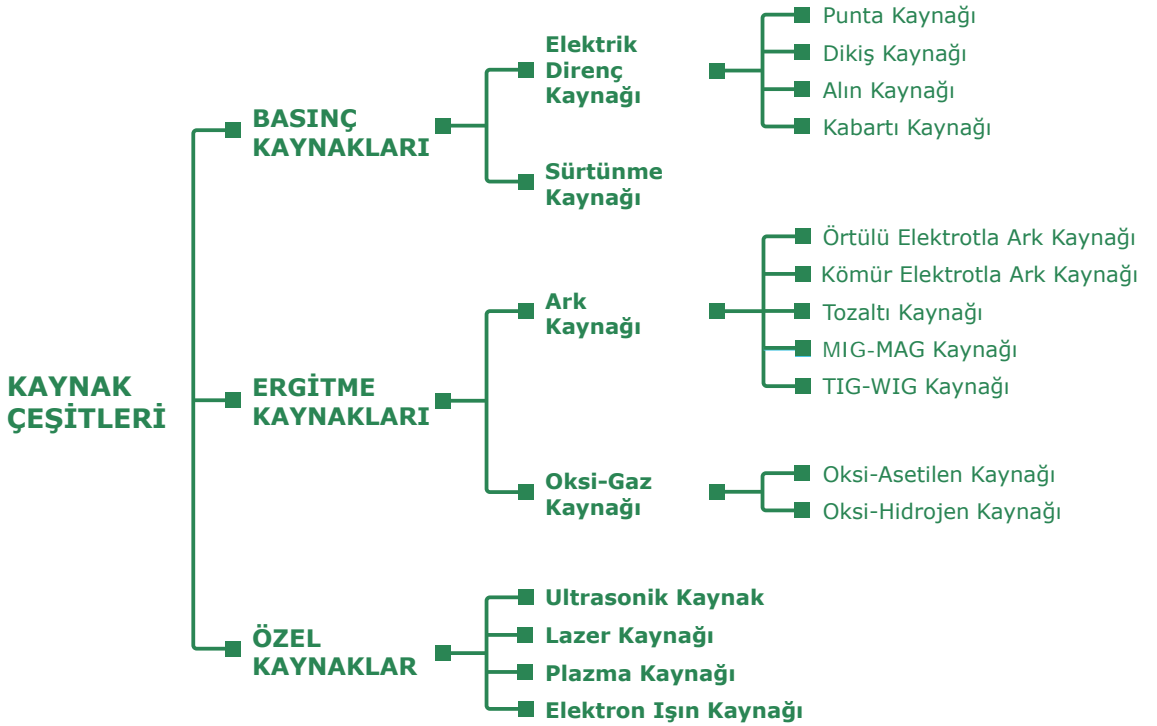 KAYNAK
ÇEŞİTLERİ
BASINÇ
KAYNAKLARI
Elektrik
Direnç
Kaynağı
Punta Kaynağı
Dikiş Kaynağı
Alın Kaynağı
Kabartı Kaynağı
Sürtünme
Kaynağı
ERGİTME
KAYNAKLARI
Ark
Kaynağı
Örtülü Elektrotla Ark Kaynağı
Kömür Elektrotla Ark Kaynağı
Tozaltı Kaynağı
MIG-MAG Kaynağı
TIG-WIG Kaynağı
Oksi-Gaz
Kaynağı
Oksi-Asetilen Kaynağı
Oksi-Hidrojen Kaynağı
ÖZEL
KAYNAKLAR
Ultrasonik Kaynak
Lazer Kaynağı
Plazma Kaynağı
Elektron Işın Kaynağı